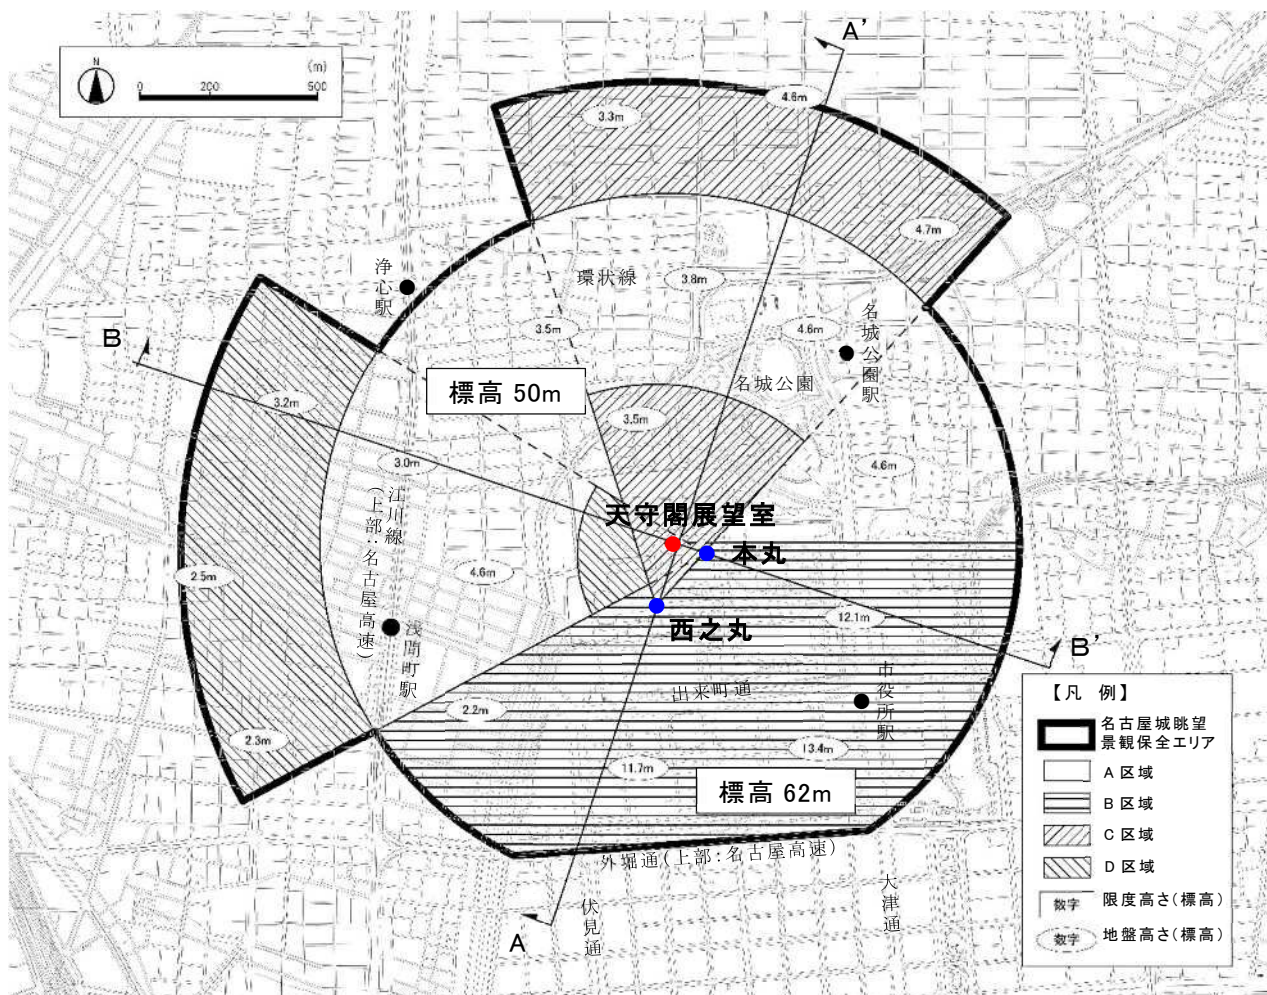 A'
N
0
200
500
(m)
4.6m
3.3m
4.7m
浄心駅
環状線
3.8m
3.5m
4.6m
名城公園駅
B
名城公園
標高 50m
3.2m
3.5m
3.0m
4.6m
江川線
(上部:名古屋高速)
天守閣展望室
本丸
4.6m
2.5m
西之丸
12.1m
浅間町駅
B'
出来町通
市役所駅
2.2m
2.3m
13.4m
11.7m
標高 62m
外堀通(上部:名古屋高速)
大津通
伏見通
A
【凡 例】
名古屋城眺望
景観保全エリア
A 区域
B 区域
C 区域
D 区域
数字 限度高さ(標高)
数字 地盤高さ(標高)